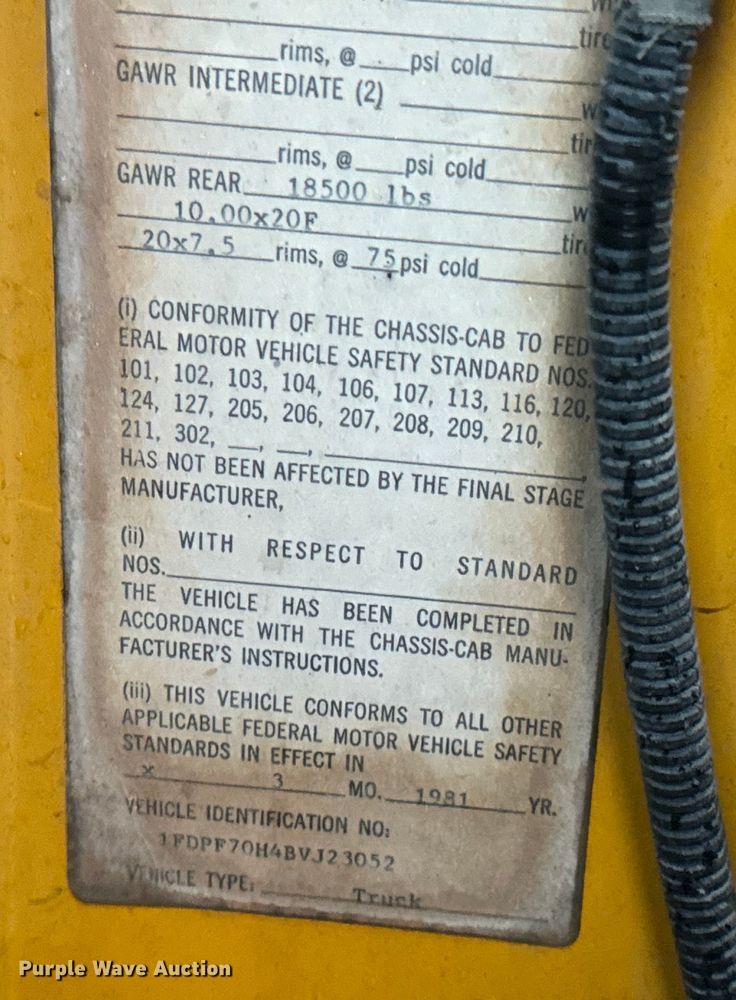 rims, @ psi cold
GAWR INTERMEDIATE (2)
rims, @ psi cold
GAWR REAR 18500 lbs
10.00x20F
20x7.5 rims, @ 75 psi cold
(i) CONFORMITY OF THE CHASSIS-CAB TO FED
ERAL MOTOR VEHICLE SAFETY STANDARD NOS.
101, 102, 103, 104, 106, 107, 113, 116, 120,
124, 127, 205, 206, 207, 208, 209, 210,
211, 302, __, __, __,
HAS NOT BEEN AFFECTED BY THE FINAL STAGE
MANUFACTURER,
(ii) WITH RESPECT TO STANDARD
NOS.
THE VEHICLE HAS BEEN COMPLETED IN
ACCORDANCE WITH THE CHASSIS-CAB MANU-
FACTURER'S INSTRUCTIONS.
(iii) THIS VEHICLE CONFORMS TO ALL OTHER
APPLICABLE FEDERAL MOTOR VEHICLE SAFETY
STANDARDS IN EFFECT IN
x 3 MO. 1981 YR.
VEHICLE IDENTIFICATION NO:
1FDPF70H4BVJ23052
VEHICLE TYPE: Truck
Purple Wave Auction